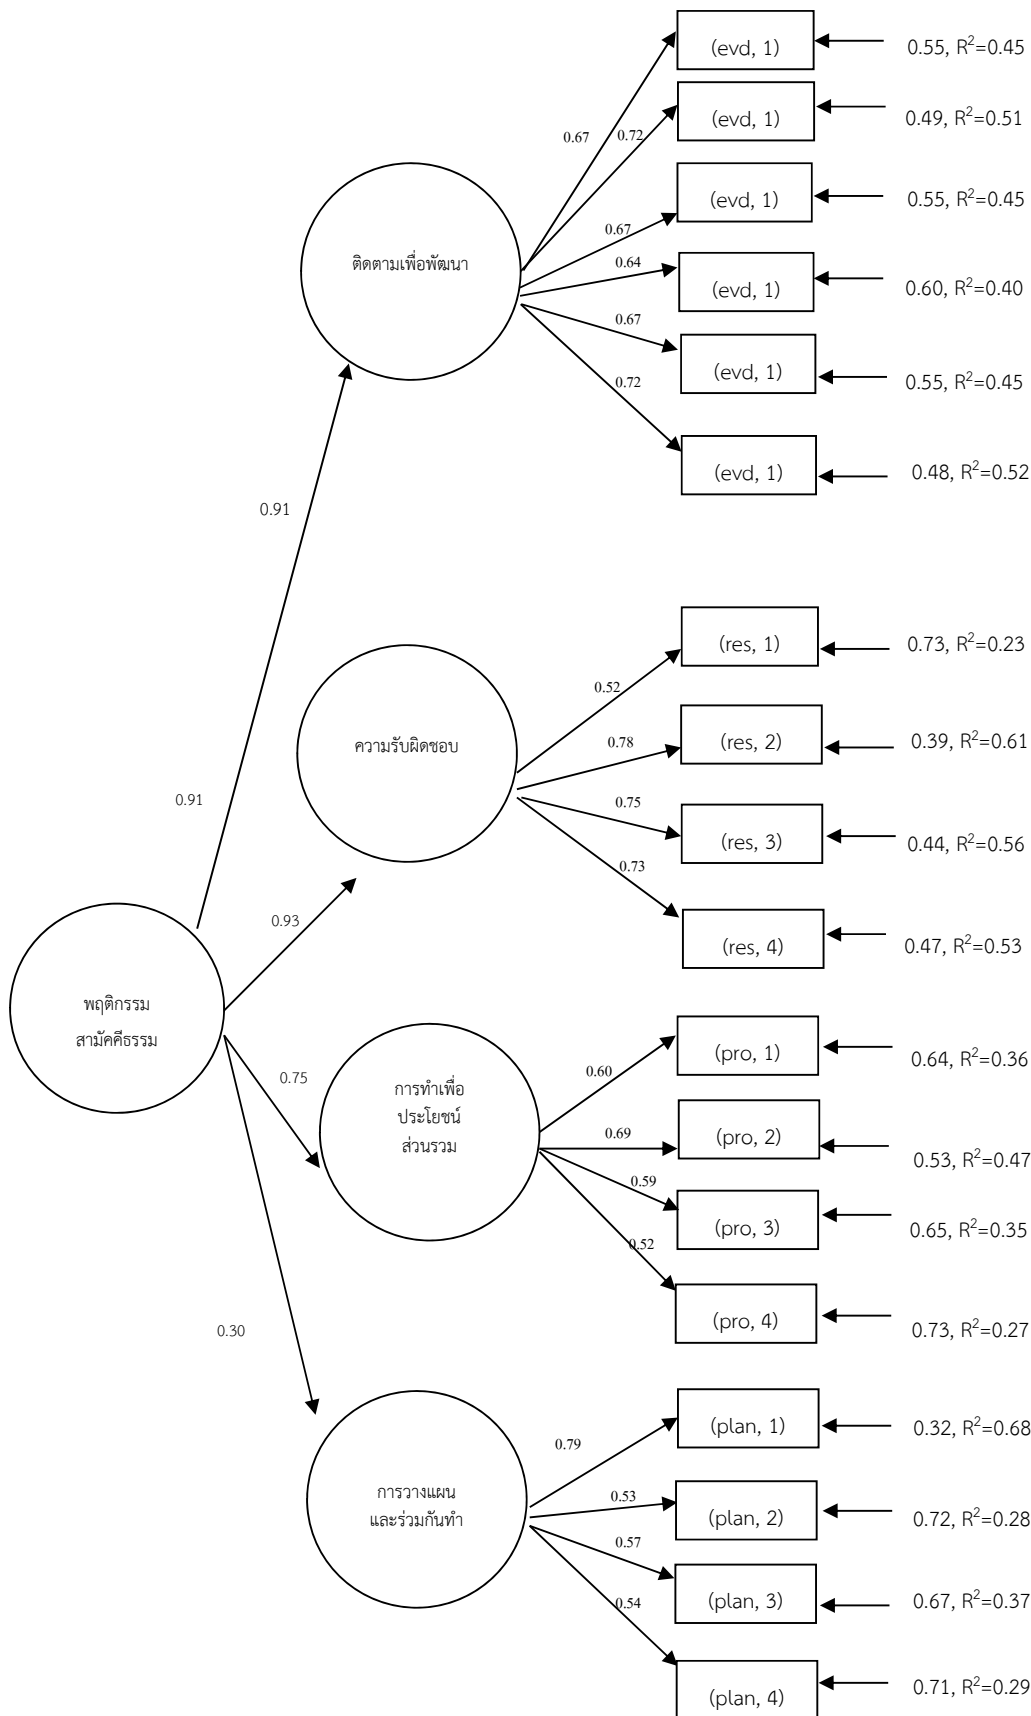 (evd, 1)
0.55, R²=0.45
(evd, 1)
0.49, R²=0.51
0.67
0.72
(evd, 1)
0.55, R²=0.45
0.67
ติดตามเพื่อพัฒนา
0.64
(evd, 1)
0.60, R²=0.40
0.67
(evd, 1)
0.55, R²=0.45
0.72
(evd, 1)
0.48, R²=0.52
0.91
(res, 1)
0.73, R²=0.23
0.52
ความรับผิดชอบ
0.78
(res, 2)
0.39, R²=0.61
0.91
0.75
(res, 3)
0.44, R²=0.56
0.73
0.93
(res, 4)
0.47, R²=0.53
พฤติกรรม
สามัคคีธรรม
(pro, 1)
0.64, R²=0.36
0.75
0.60
การทำเพื่อ
ประโยชน์
ส่วนรวม
0.69
(pro, 2)
0.53, R²=0.47
0.59
(pro, 3)
0.65, R²=0.35
0.52
0.30
(pro, 4)
0.73, R²=0.27
(plan, 1)
0.32, R²=0.68
0.79
การวางแผน
และร่วมกันทำ
0.53
(plan, 2)
0.72, R²=0.28
0.57
(plan, 3)
0.67, R²=0.37
0.54
(plan, 4)
0.71, R²=0.29